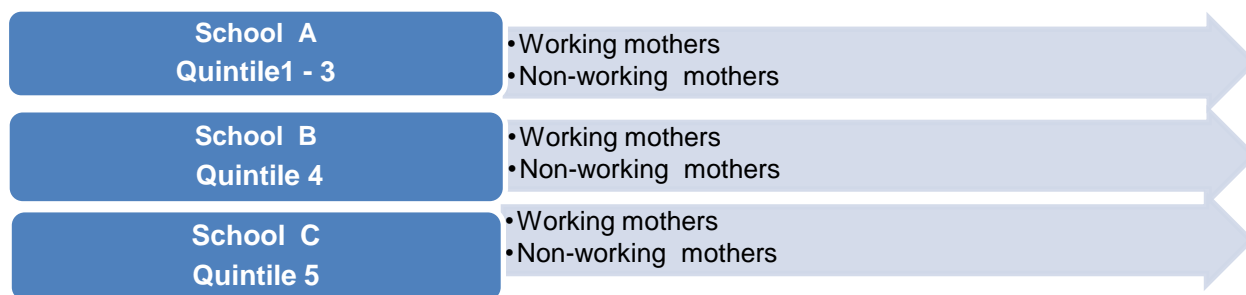 School A
Quintile1 - 3
•Working mothers
•Non-working mothers
School B
Quintile 4
•Working mothers
•Non-working mothers
School C
Quintile 5
•Working mothers
•Non-working mothers